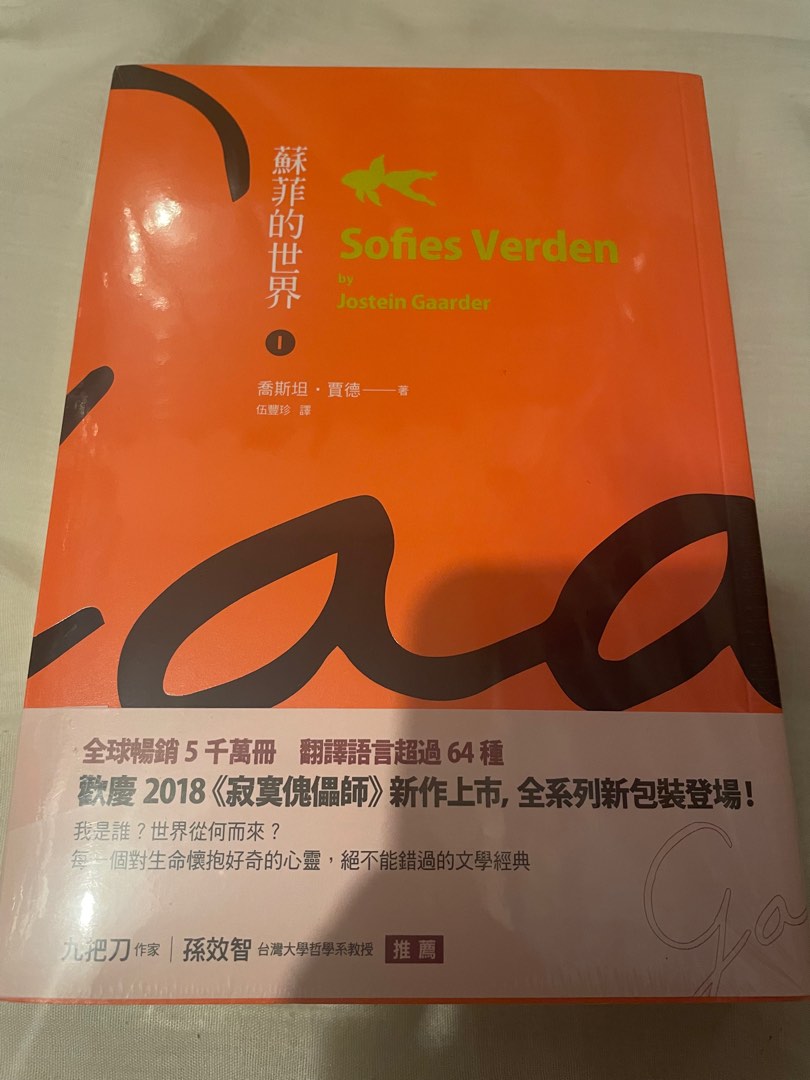 蘇菲的世界
I
Sofies Verden
by
Jostein Gaarder
喬斯坦・賈德——著
伍豐珍 譯
全球暢銷 5 千萬冊 翻譯語言超過 64 種
歡慶 2018《寂寞傀儡師》新作上市, 全系列新包裝登場!
我是誰?世界從何而來?
每一個對生命懷抱好奇的心靈,絕不能錯過的文學經典
九把刀 作家 | 孫效智 台灣大學哲學系教授 推薦